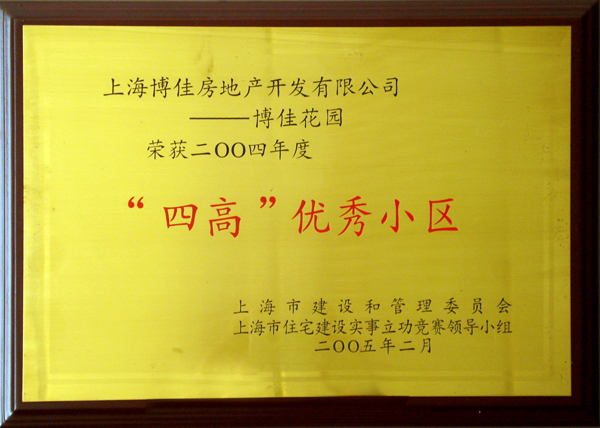 上海博佳房地产开发有限公司
——博佳花园
荣获二OO四年度
“四高”优秀小区
上海市建设和管理委员会
上海市住宅建设实事立功竞赛领导小组
二OO五年二月